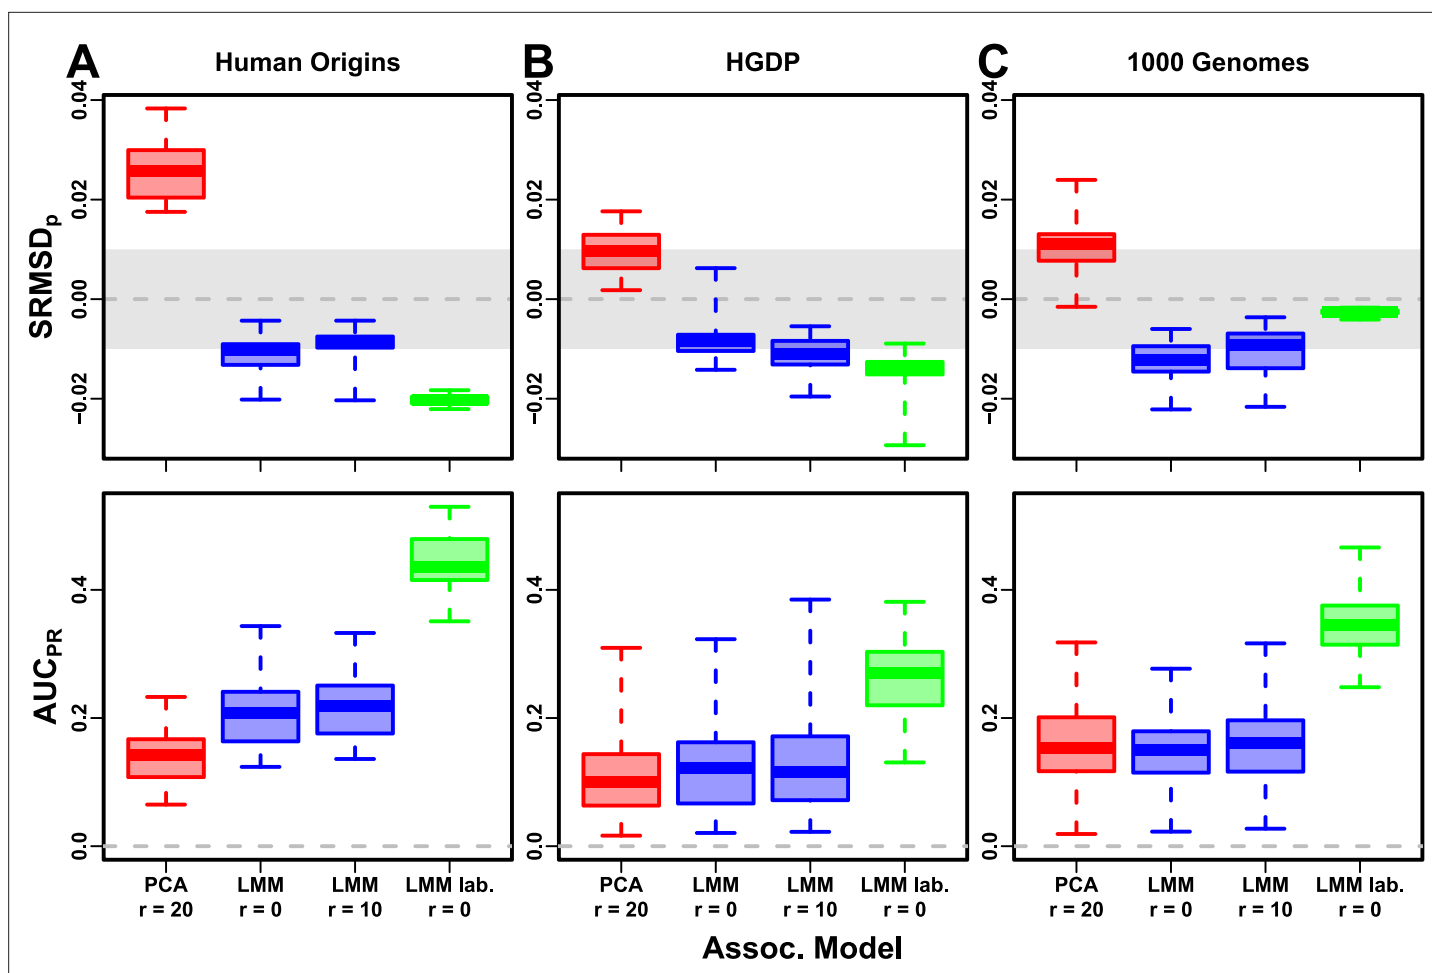 A Human Origins
B HGDP
C 1000 Genomes
SRMSDp
0.04
0.02
0.00
−0.02
0.04
0.02
0.00
−0.02
0.04
0.02
0.00
−0.02
AUCPR
0.4
0.2
0.0
0.4
0.2
0.0
0.4
0.2
0.0
PCA LMM LMM LMM lab.
r = 20 r = 0 r = 10 r = 0
PCA LMM LMM LMM lab.
r = 20 r = 0 r = 10 r = 0
PCA LMM LMM LMM lab.
r = 20 r = 0 r = 10 r = 0
Assoc. Model